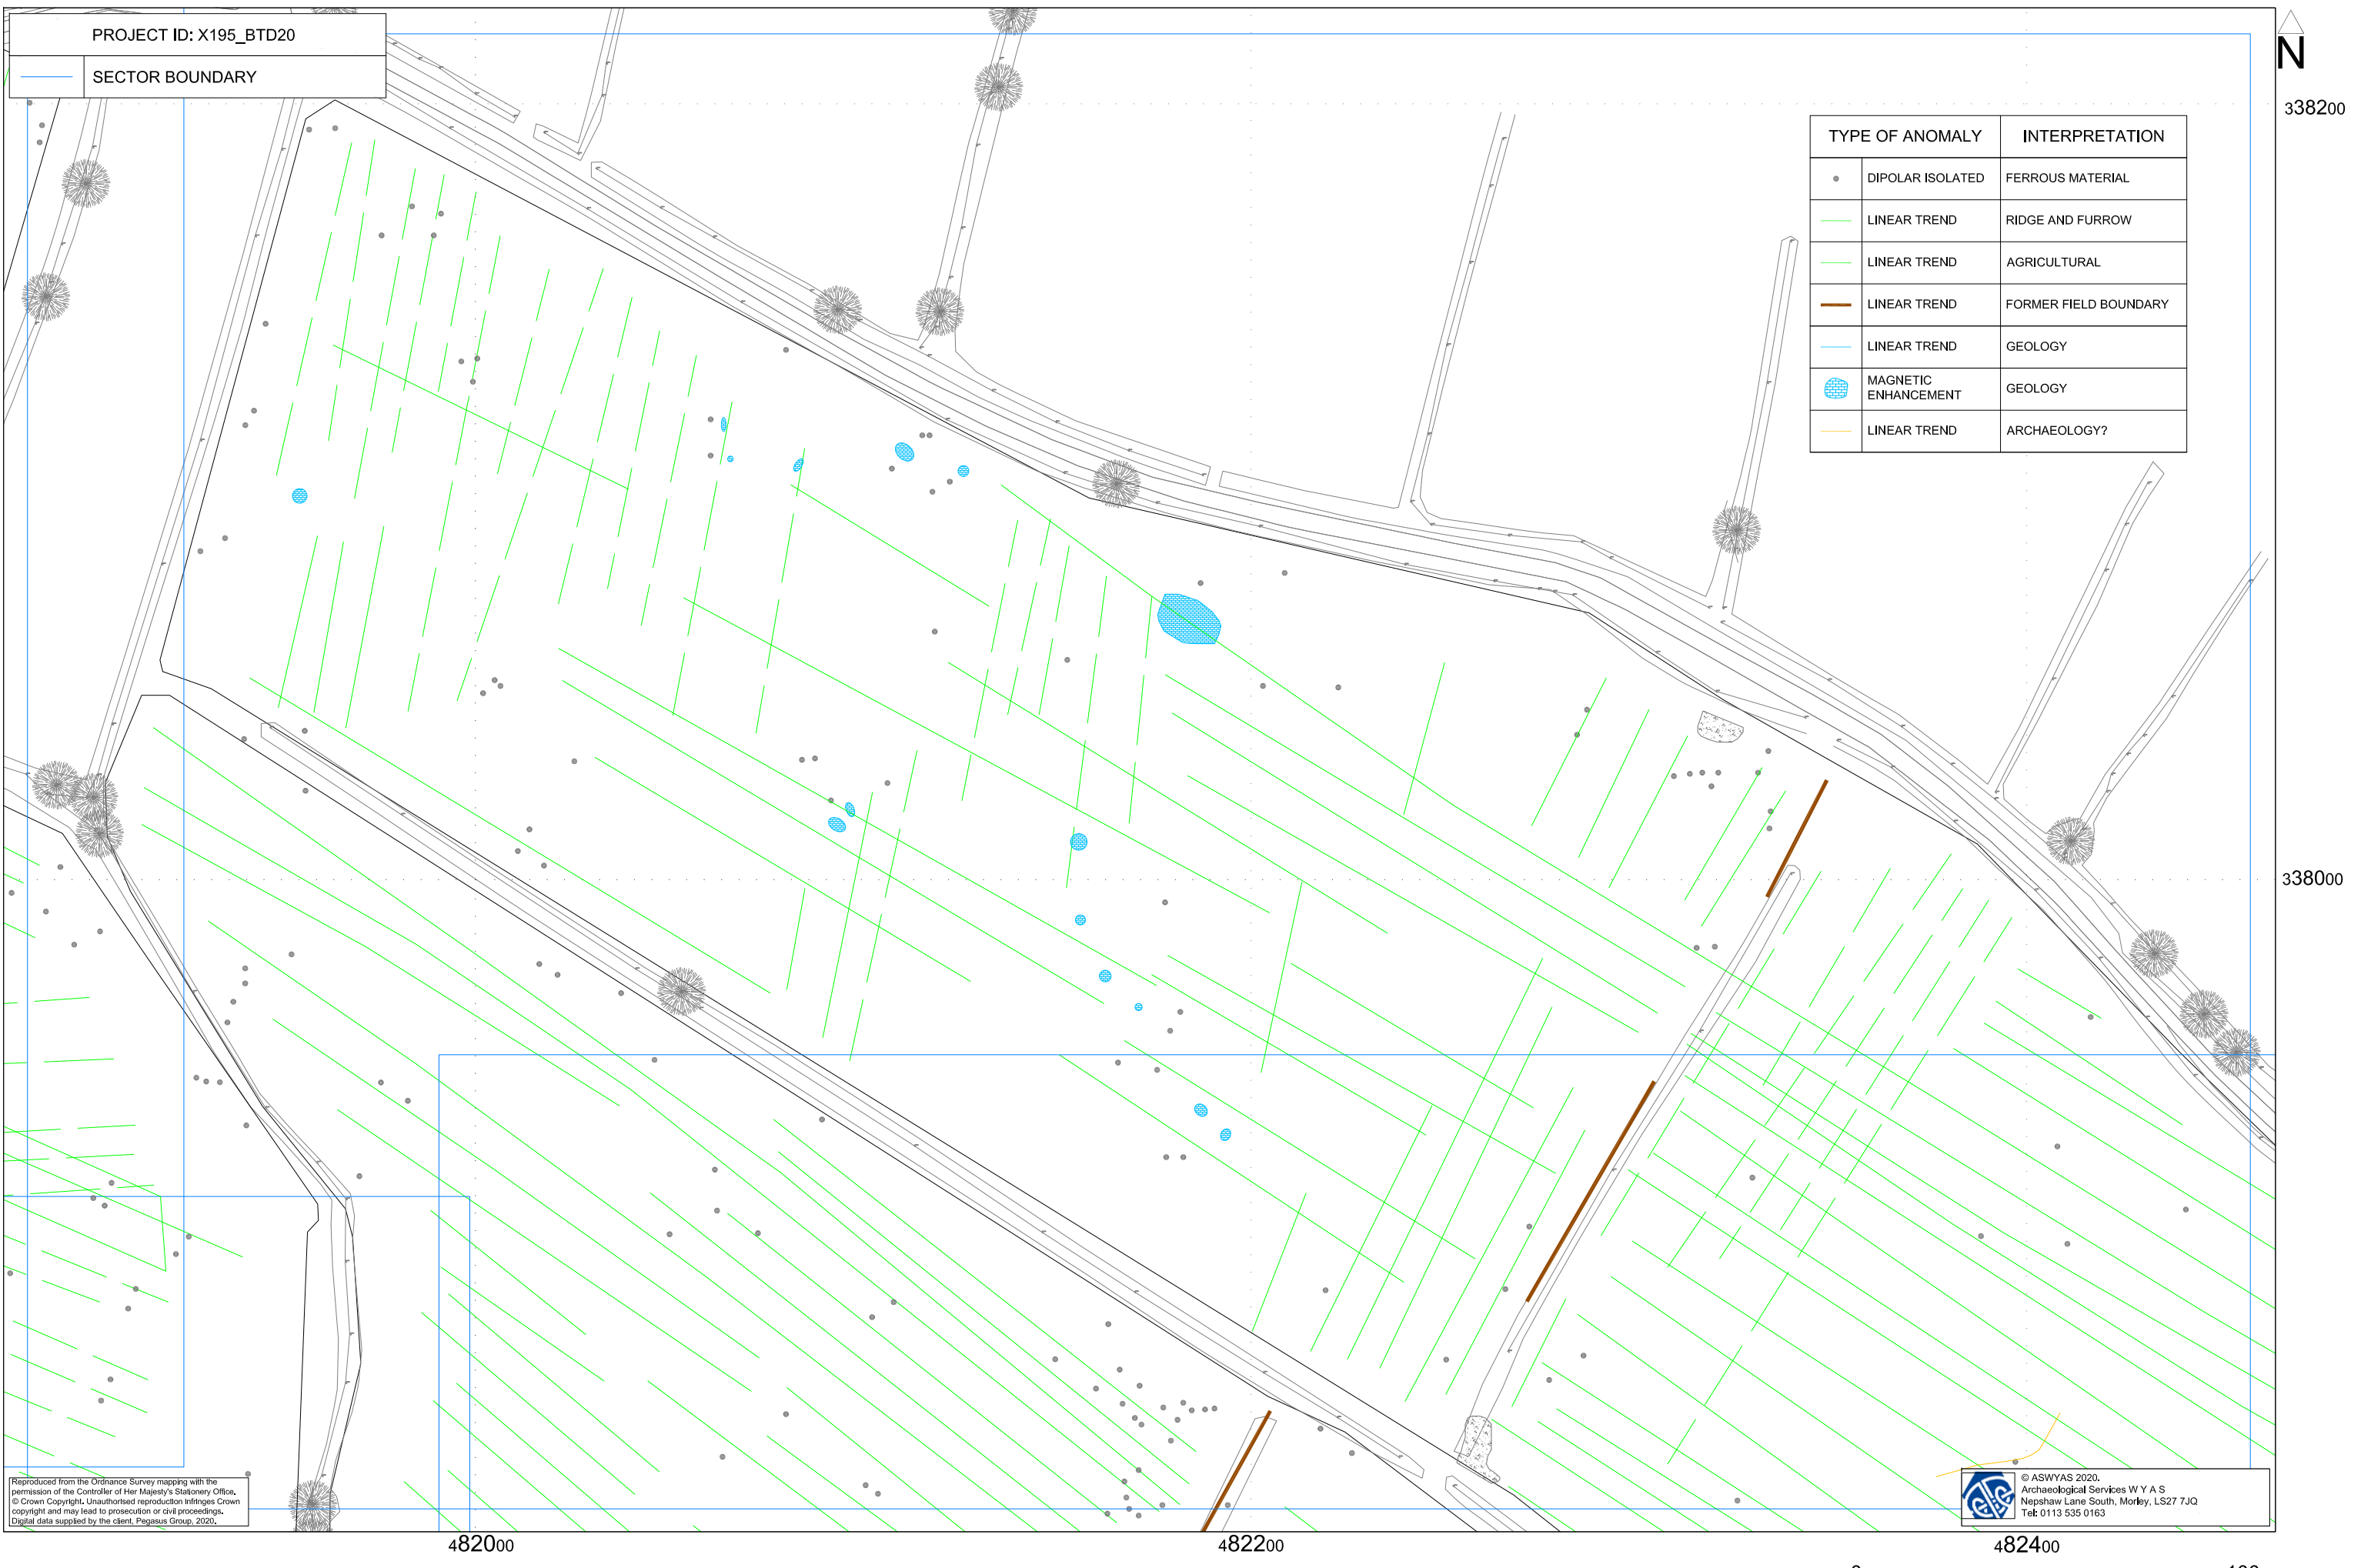 PROJECT ID: X195_BTD20
SECTOR BOUNDARY
N
338200
TYPE OF ANOMALY INTERPRETATION
DIPOLAR ISOLATED FERROUS MATERIAL
LINEAR TREND RIDGE AND FURROW
LINEAR TREND AGRICULTURAL
LINEAR TREND FORMER FIELD BOUNDARY
LINEAR TREND GEOLOGY
MAGNETIC
ENHANCEMENT GEOLOGY
LINEAR TREND ARCHAEOLOGY?
338000
Reproduced from the Ordnance Survey mapping with the
permission of the Controller of Her Majesty's Stationery Office.
© Crown Copyright. Unauthorised reproduction infringes Crown
copyright and may lead to prosecution or civil proceedings.
Digital data supplied by the client, Pegasus Group, 2020.
© ASWYAS 2020.
Archaeological Services W Y A S
Nepshaw Lane South, Morley, LS27 7JQ
Tel: 0113 535 0163
482000 482200 482400